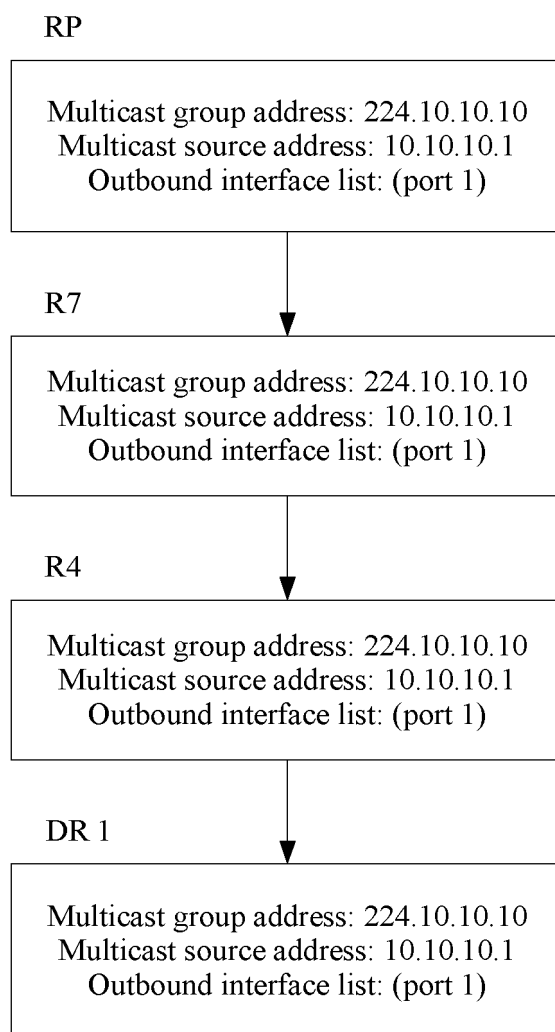 RP
Multicast group address: 224.10.10.10
Multicast source address: 10.10.10.1
Outbound interface list: (port 1)
R7
Multicast group address: 224.10.10.10
Multicast source address: 10.10.10.1
Outbound interface list: (port 1)
R4
Multicast group address: 224.10.10.10
Multicast source address: 10.10.10.1
Outbound interface list: (port 1)
DR 1
Multicast group address: 224.10.10.10
Multicast source address: 10.10.10.1
Outbound interface list: (port 1)